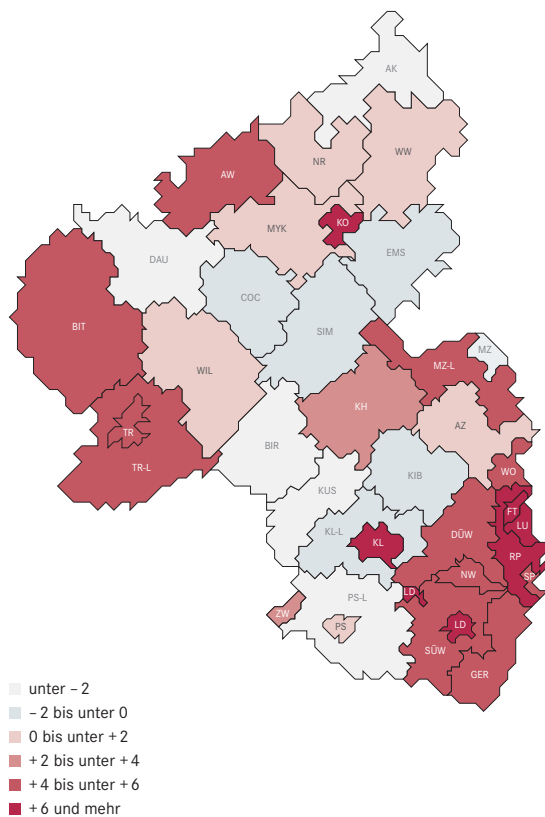 AK
NR
WW
AW
KO
MYK
EMS
DAU
COC
BIT
SIM
MZ
MZ-L
WIL
KH
AZ
TR
BIR
TR-L
WO
KIB
KUS
FT
LU
KL-L
KL
DÜW
RP
NW
SP
PS-L
LD
ZW
PS
LD
SÜW
GER
unter – 2
– 2 bis unter 0
0 bis unter + 2
+ 2 bis unter + 4
+ 4 bis unter + 6
+ 6 und mehr